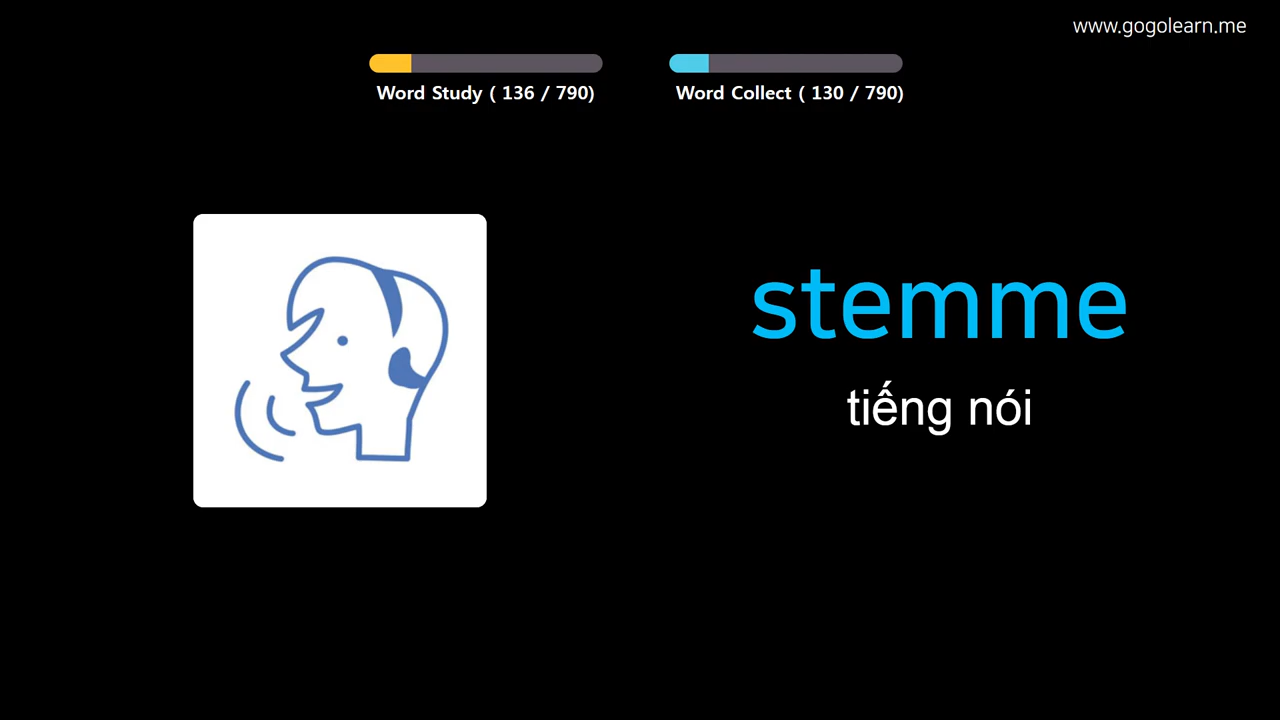 www.gogolearn.me
Word Study ( 136 / 790)
Word Collect ( 130 / 790)
stemme
tiếng nói